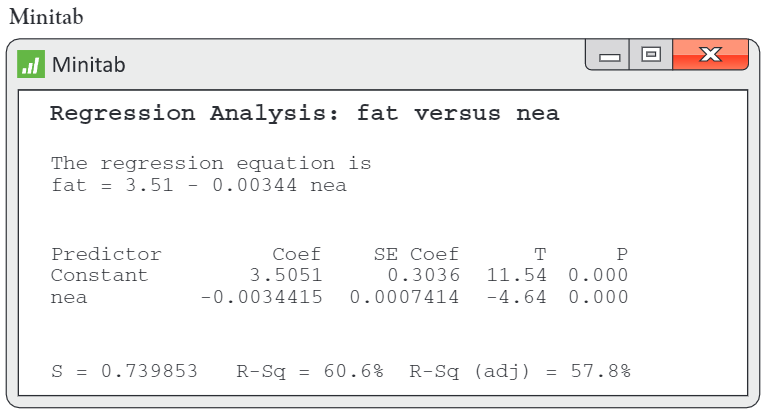 Minitab
Minitab
Regression Analysis: fat versus nea
The regression equation is
fat = 3.51 - 0.00344 nea
Predictor Coef SE Coef T P
Constant 3.5051 0.3036 11.54 0.000
nea -0.0034415 0.0007414 -4.64 0.000
S = 0.739853 R-Sq = 60.6% R-Sq (adj) = 57.8%